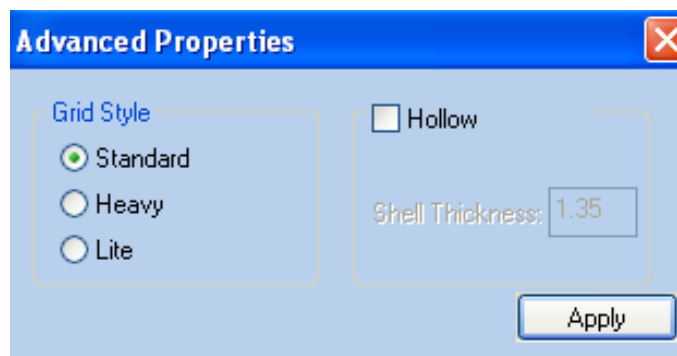 Advanced Properties
Grid Style
Standard
Heavy
Lite
Hollow
Shell Thickness: 1.35
Apply